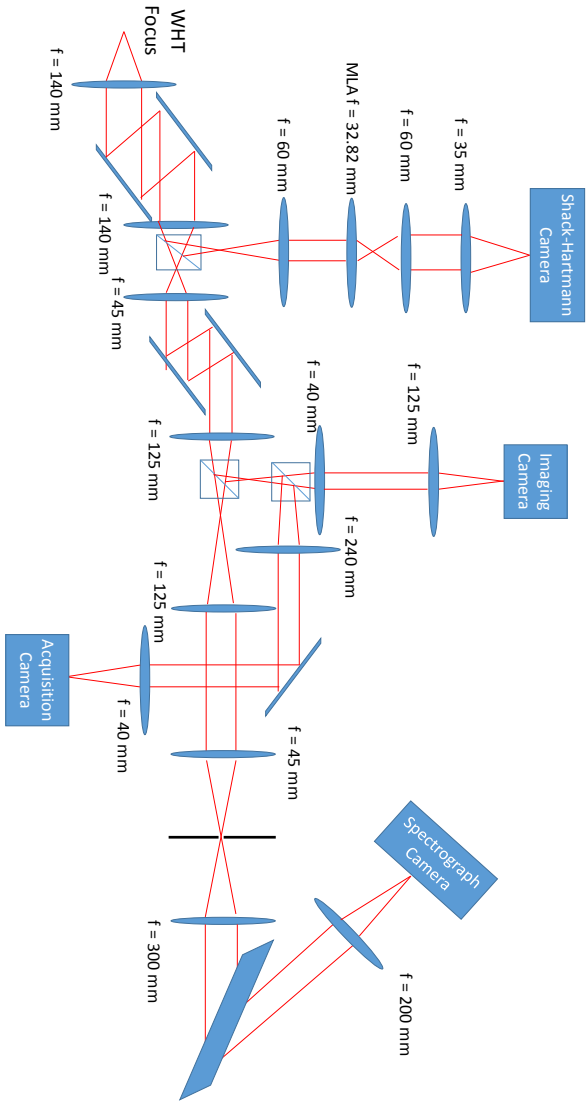 WHT
Focus
f = 140 mm
f = 140 mm
f = 60 mm
MLA f = 32.82 mm
f = 60 mm
f = 35 mm
Shack-Hartmann
Camera
f = 45 mm
f = 125 mm
f = 40 mm
f = 125 mm
Imaging
Camera
f = 240 mm
f = 40 mm
Acquisition
Camera
f = 125 mm
f = 45 mm
f = 300 mm
f = 200 mm
Spectrograph
Camera